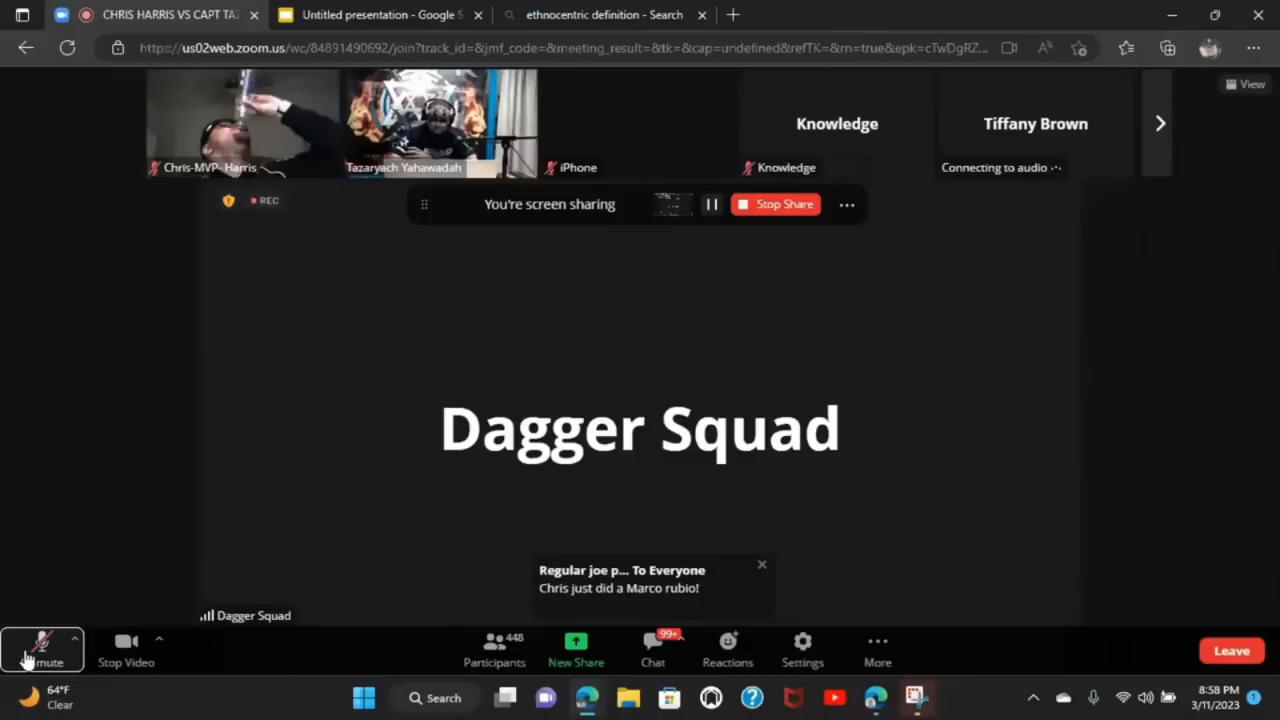 CHRIS HARRIS VS CAPT TAZ
Untitled presentation - Google S
ethnocentric definition - Search
https://us02web.zoom.us/wc/84891490692/join?track_id=&jmf_code=&meeting_result=&tk=&cap=undefined&refTK=&rn=true&epk=cTwDgRZ...
View
Knowledge
Tiffany Brown
Chris-MVP- Harris
Tazaryach Yahawadah
iPhone
Knowledge
Connecting to audio
REC
You're screen sharing
Stop Share
Dagger Squad
Regular joe p... To Everyone
Chris just did a Marco rubio!
Dagger Squad
mute
Stop Video
448
Participants
New Share
99+
Chat
Reactions
Settings
More
Leave
64°F
Clear
Search
8:58 PM
3/11/2023
1